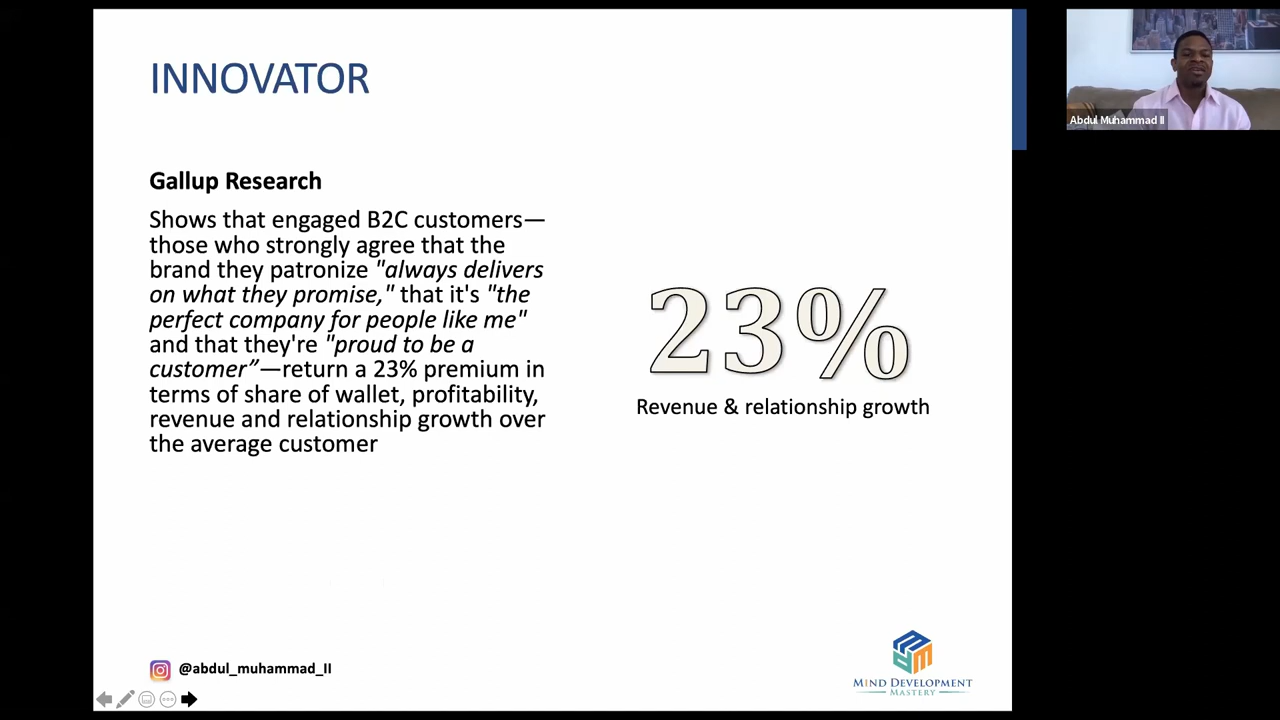 INNOVATOR
Gallup Research
Shows that engaged B2C customers—
those who strongly agree that the
brand they patronize "always delivers
on what they promise," that it's "the
perfect company for people like me"
and that they're "proud to be a
customer”—return a 23% premium in
terms of share of wallet, profitability,
revenue and relationship growth over
the average customer
23%
Revenue & relationship growth
@abdul_muhammad_II
MIND DEVELOPMENT
MASTERY
Abdul Muhammad II